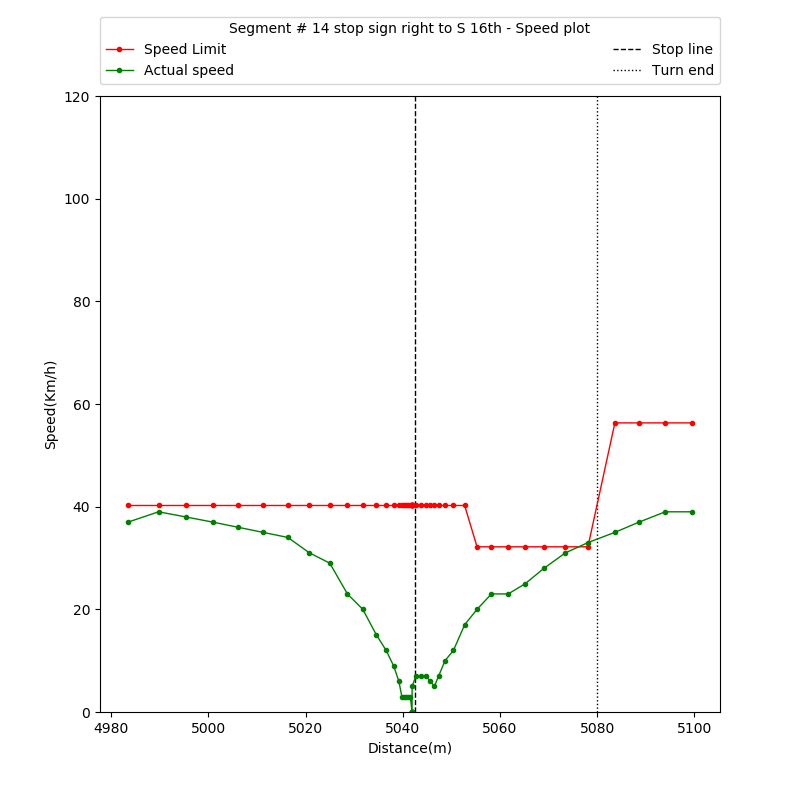 Segment # 14 stop sign right to S 16th - Speed plot
Speed Limit
Actual speed
Stop line
Turn end
120
100
80
60
40
20
0
Speed(Km/h)
4980 5000 5020 5040 5060 5080 5100
Distance(m)